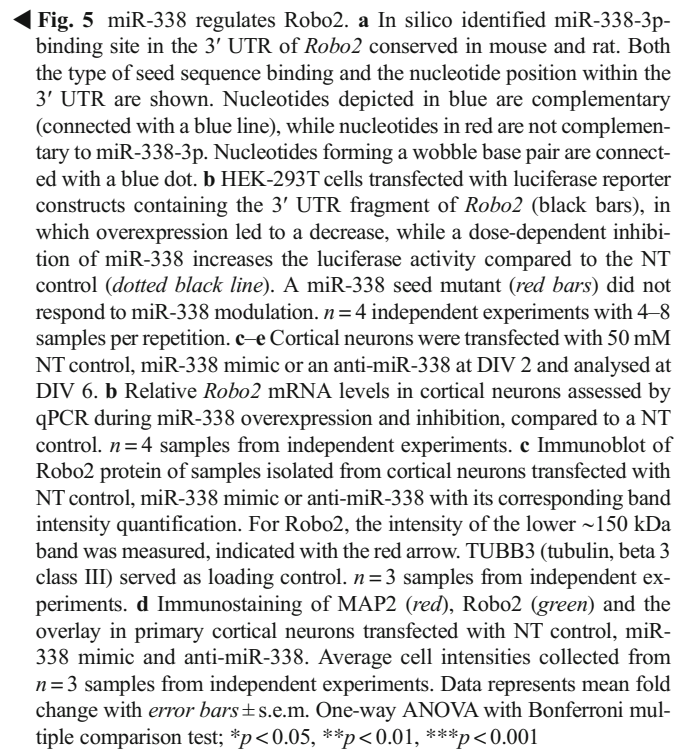 ◀ Fig. 5 miR-338 regulates Robo2. a In silico identified miR-338-3p-
binding site in the 3′ UTR of Robo2 conserved in mouse and rat. Both
the type of seed sequence binding and the nucleotide position within the
3′ UTR are shown. Nucleotides depicted in blue are complementary
(connected with a blue line), while nucleotides in red are not complemen-
tary to miR-338-3p. Nucleotides forming a wobble base pair are connect-
ed with a blue dot. b HEK-293T cells transfected with luciferase reporter
constructs containing the 3′ UTR fragment of Robo2 (black bars), in
which overexpression led to a decrease, while a dose-dependent inhibi-
tion of miR-338 increases the luciferase activity compared to the NT
control (dotted black line). A miR-338 seed mutant (red bars) did not
respond to miR-338 modulation. n = 4 independent experiments with 4–8
samples per repetition. c–e Cortical neurons were transfected with 50 mM
NT control, miR-338 mimic or an anti-miR-338 at DIV 2 and analysed at
DIV 6. b Relative Robo2 mRNA levels in cortical neurons assessed by
qPCR during miR-338 overexpression and inhibition, compared to a NT
control. n = 4 samples from independent experiments. c Immunoblot of
Robo2 protein of samples isolated from cortical neurons transfected with
NT control, miR-338 mimic or anti-miR-338 with its corresponding band
intensity quantification. For Robo2, the intensity of the lower ~150 kDa
band was measured, indicated with the red arrow. TUBB3 (tubulin, beta 3
class III) served as loading control. n = 3 samples from independent ex-
periments. d Immunostaining of MAP2 (red), Robo2 (green) and the
overlay in primary cortical neurons transfected with NT control, miR-
338 mimic and anti-miR-338. Average cell intensities collected from
n = 3 samples from independent experiments. Data represents mean fold
change with error bars ± s.e.m. One-way ANOVA with Bonferroni mul-
tiple comparison test; *p < 0.05, **p < 0.01, ***p < 0.001